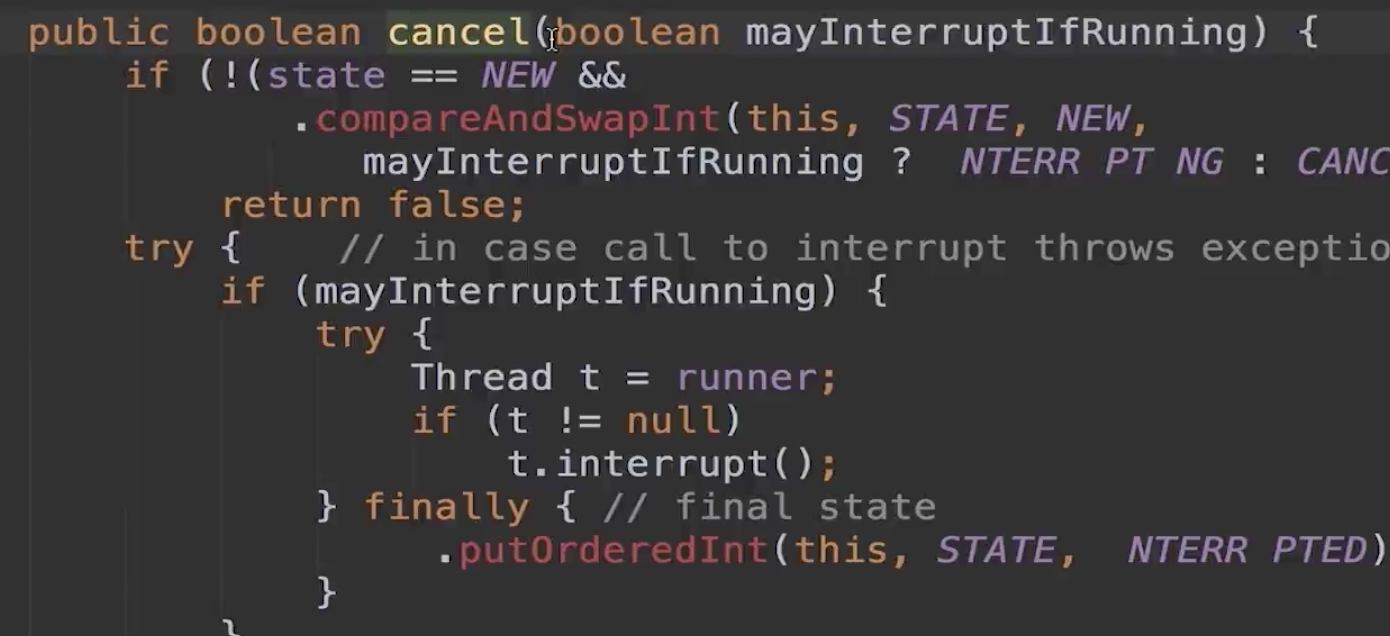 public boolean cancel(boolean mayInterruptIfRunning) {
if (!(state == NEW &&
.compareAndSwapInt(this, STATE, NEW,
mayInterruptIfRunning ? NTERR PT NG : CANC
return false;
try { // in case call to interrupt throws exceptio
if (mayInterruptIfRunning) {
try {
Thread t = runner;
if (t != null)
t.interrupt();
} finally { // final state
.putOrderedInt(this, STATE, NTERR PTED)
}
}